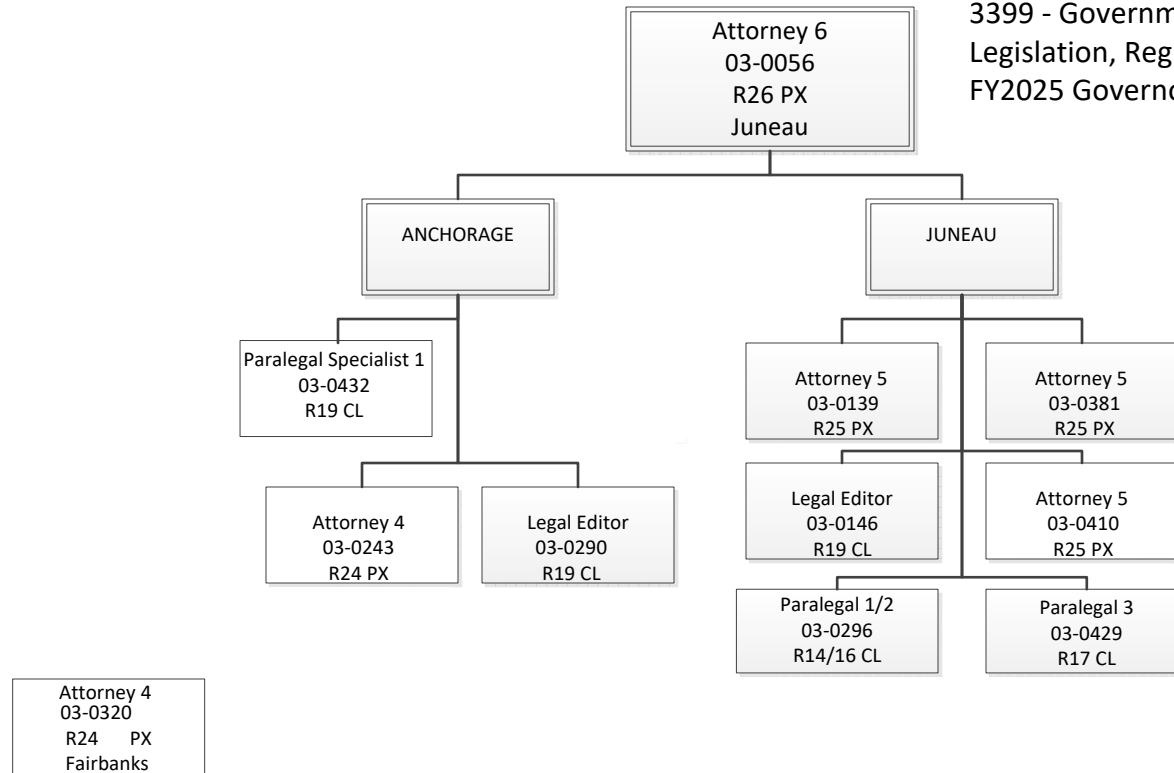 Attorney 6
03-0056
R26 PX
Juneau
3399 - Governm
Legislation, Reg
FY2025 Governo
ANCHORAGE
JUNEAU
Paralegal Specialist 1
03-0432
R19 CL
Attorney 4
03-0243
R24 PX
Legal Editor
03-0290
R19 CL
Attorney 5
03-0139
R25 PX
Attorney 5
03-0381
R25 PX
Legal Editor
03-0146
R19 CL
Attorney 5
03-0410
R25 PX
Paralegal 1/2
03-0296
R14/16 CL
Paralegal 3
03-0429
R17 CL
Attorney 4
03-0320
R24 PX
Fairbanks